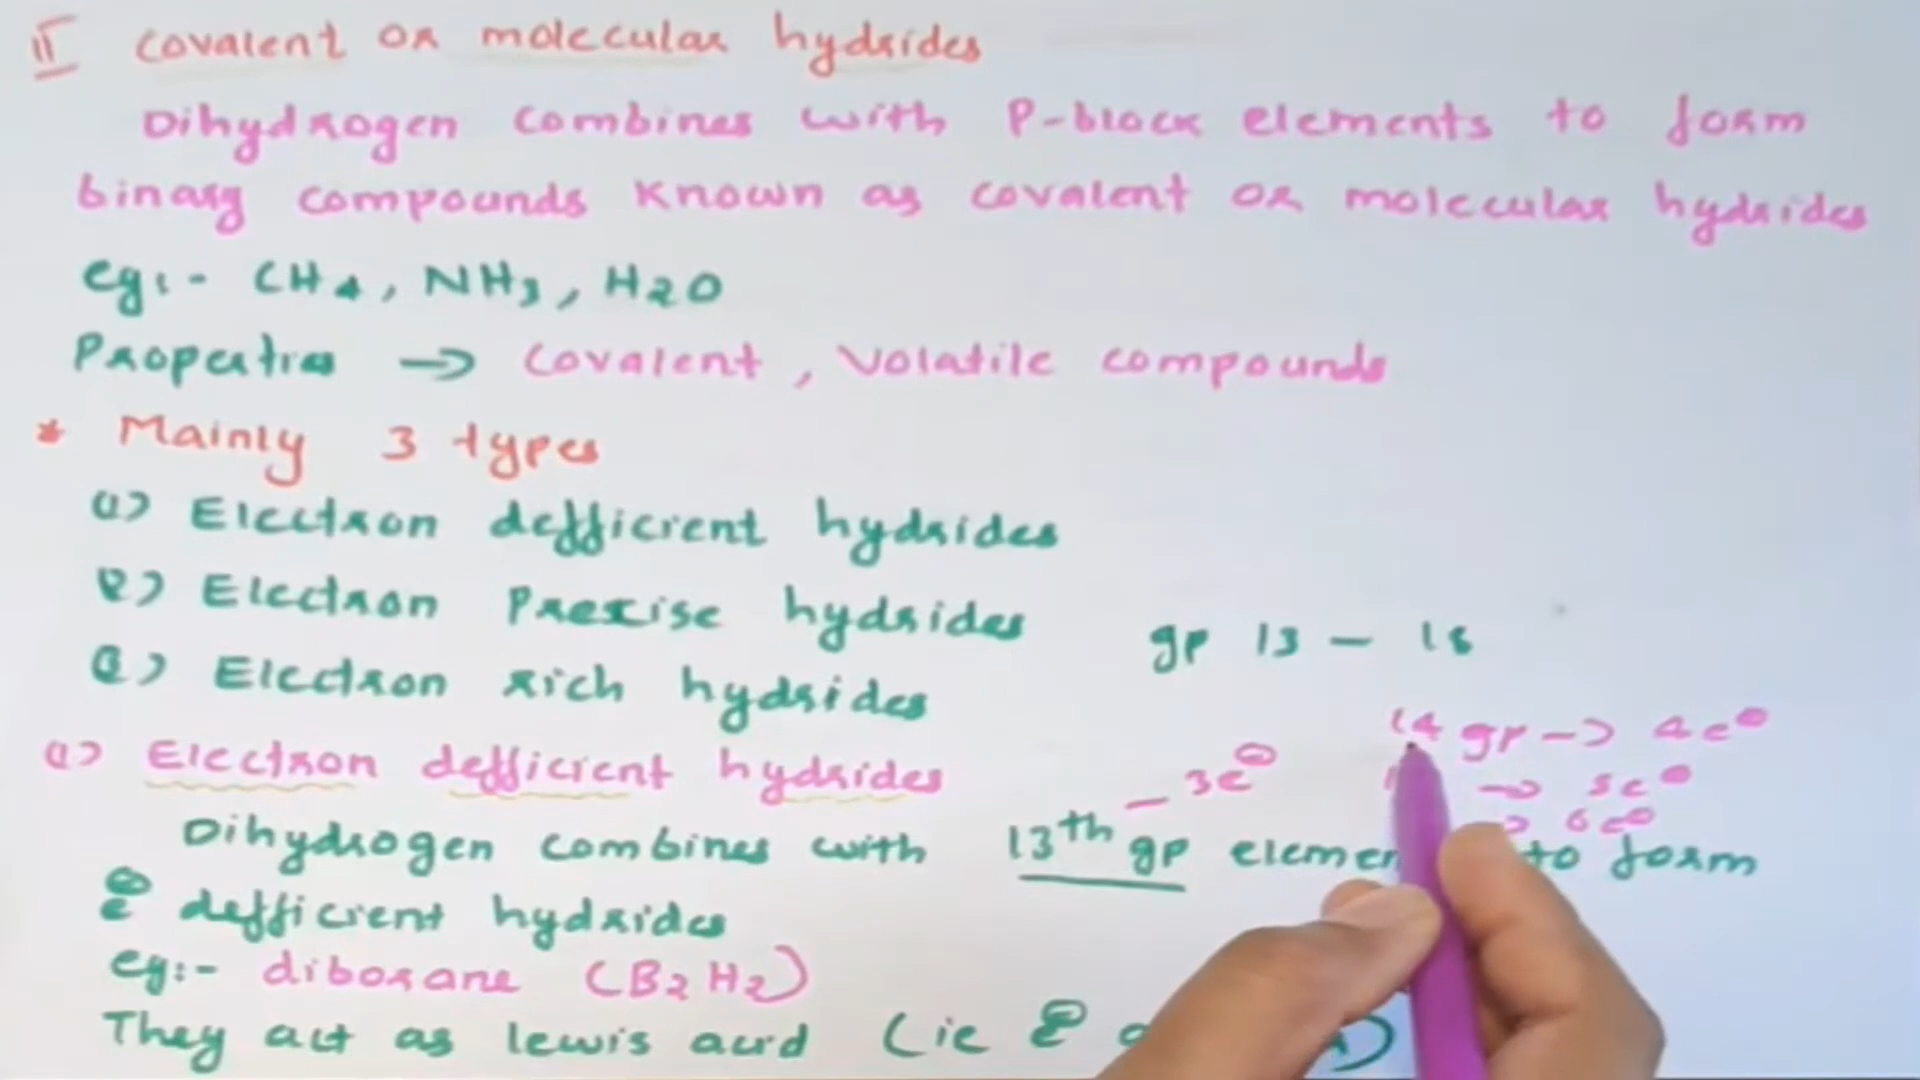 II covalent or molecular hydrides
Dihydrogen combines with P-block elements to form
binary compounds known as covalent or molecular hydrides
eg:- CH4, NH3, H2O
Properties → Covalent, Volatile compounds
* Mainly 3 types
(1) Electron defficient hydrides
(2) Electron Precise hydrides
(3) Electron rich hydrides
gp 13 - 18
14 gp → 4e⊖
(1) Electron defficient hydrides
- 3e⊖
→ 5e⊖
→ 6e⊖
Dihydrogen combines with 13th gp elemen to form
e⊖ defficient hydrides
eg:- diborane (B2H2)
They act as lewis acid (ie e⊖